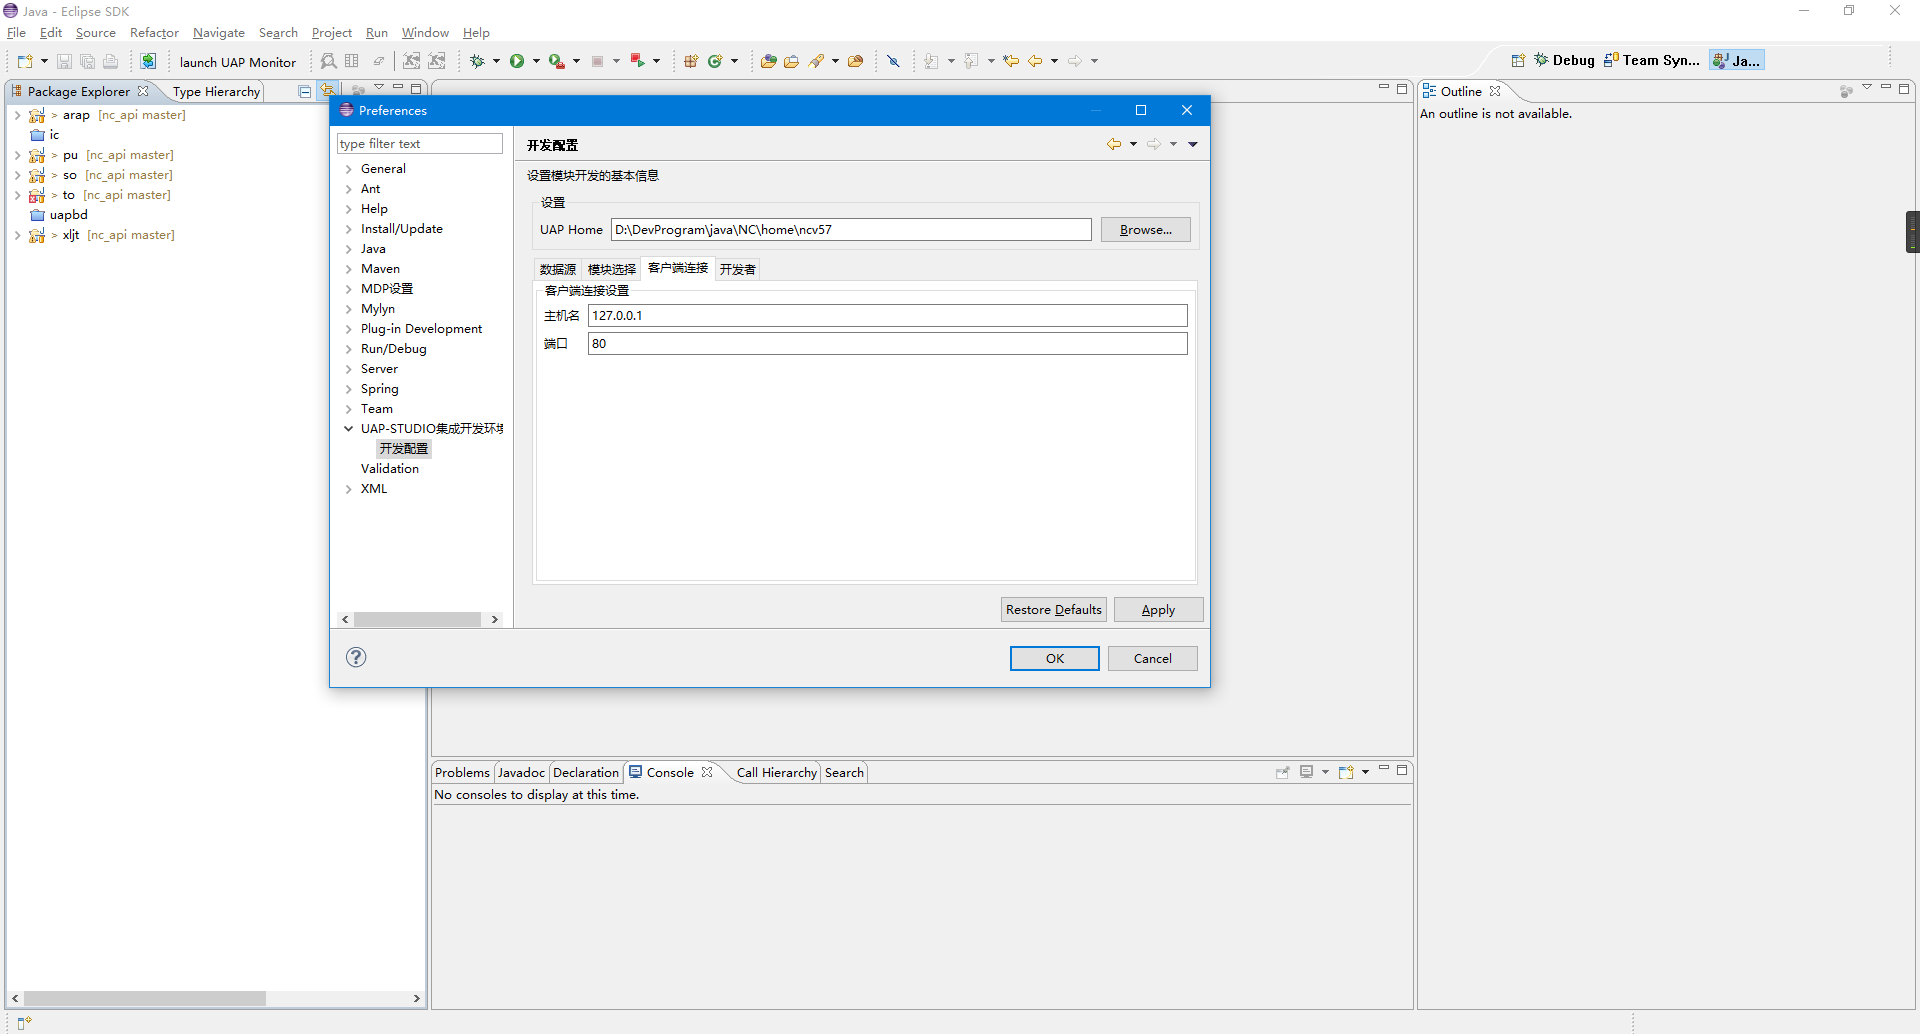 Java - Eclipse SDK
File Edit Source Refactor Navigate Search Project Run Window Help
launch UAP Monitor
Debug Team Syn... Ja...
Package Explorer Type Hierarchy
> arap [nc_api master]
ic
> pu [nc_api master]
> so [nc_api master]
> to [nc_api master]
uapbd
> xljt [nc_api master]
Preferences
type filter text
General
Ant
Help
Install/Update
Java
Maven
MDP设置
Mylyn
Plug-in Development
Run/Debug
Server
Spring
Team
UAP-STUDIO集成开发环境
开发配置
Validation
XML
开发配置
设置模块开发的基本信息
设置
UAP Home D:\DevProgram\java\NC\home\ncv57 Browse...
数据源 模块选择 客户端连接 开发者
客户端连接设置
主机名 127.0.0.1
端口 80
Restore Defaults Apply
OK Cancel
Outline
An outline is not available.
Problems Javadoc Declaration Console Call Hierarchy Search
No consoles to display at this time.